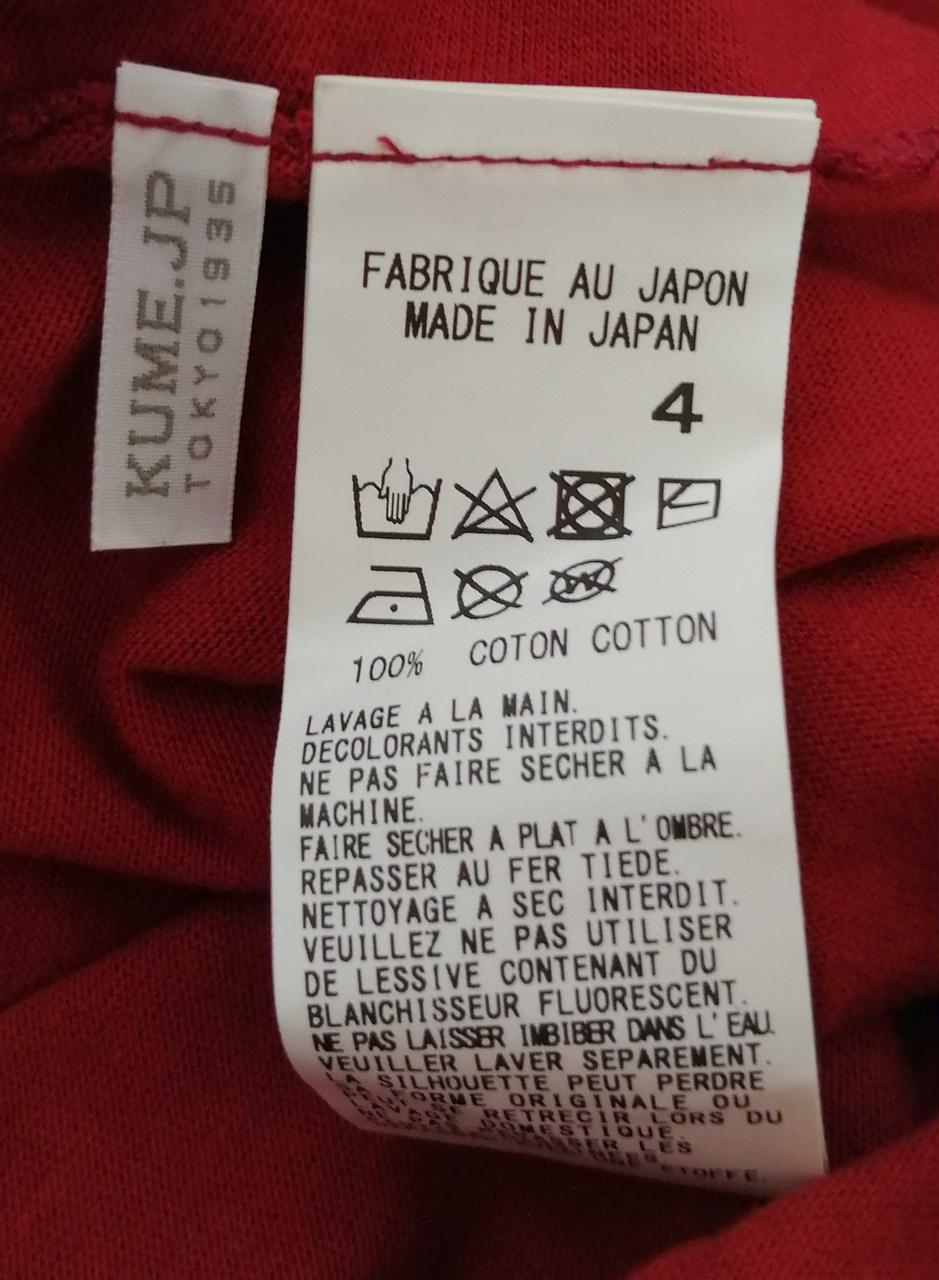 KUME.JP
TOKYO1935
FABRIQUE AU JAPON
MADE IN JAPAN
4
100% COTON COTTON
LAVAGE A LA MAIN.
DECOLORANTS INTERDITS.
NE PAS FAIRE SECHER A LA
MACHINE.
FAIRE SECHER A PLAT A L'OMBRE.
REPASSER AU FER TIEDE.
NETTOYAGE A SEC INTERDIT.
VEUILLEZ NE PAS UTILISER
DE LESSIVE CONTENANT DU
BLANCHISSEUR FLUORESCENT.
NE PAS LAISSER IMBIBER DANS L'EAU.
VEUILLER LAVER SEPAREMENT.
LA SILHOUETTE PEUT PERDRE
FORME ORIGINALE OU
RETRECIR LORS DU
DOMESTIQUE.
LES
ETOFFE.